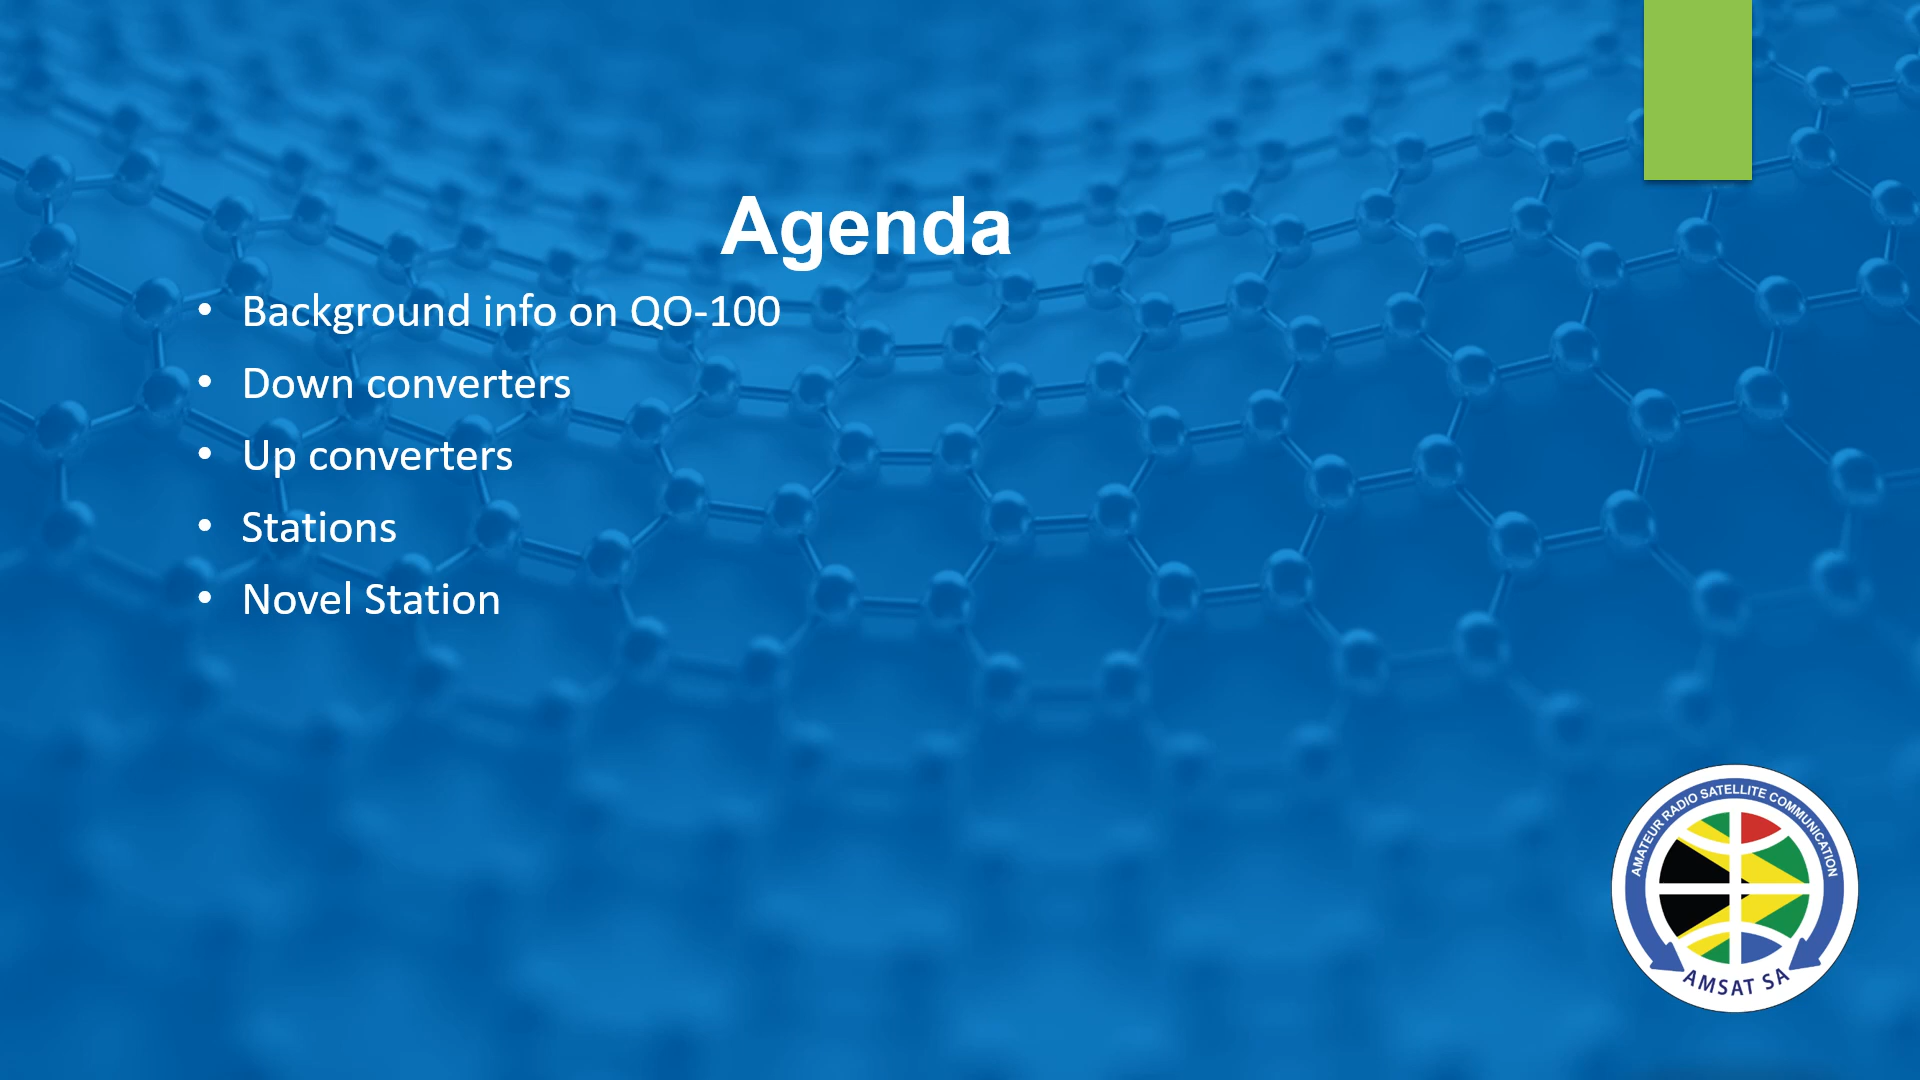 Agenda
• Background info on QO-100
• Down converters
• Up converters
• Stations
• Novel Station
AMATEUR RADIO SATELLITE COMMUNICATION
AMSAT SA